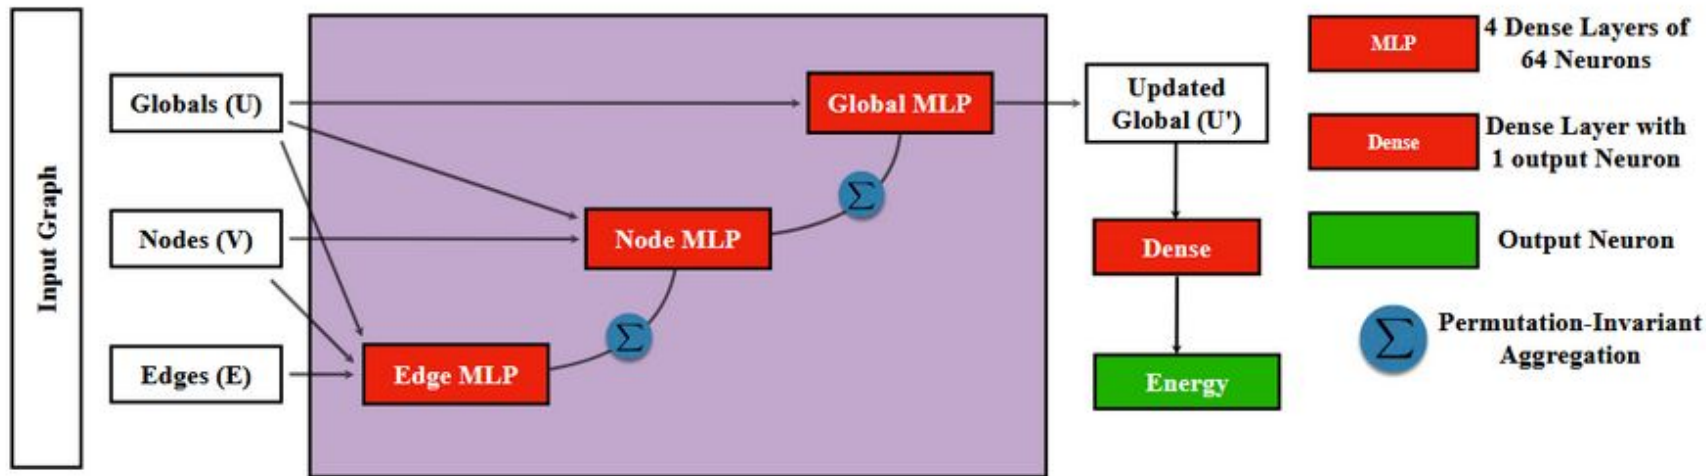 Input Graph
Globals (U)
Nodes (V)
Edges (E)
Global MLP
Node MLP
Edge MLP
Σ
Σ
Updated
Global (U')
Dense
Energy
MLP
4 Dense Layers of
64 Neurons
Dense
Dense Layer with
1 output Neuron
Output Neuron
Σ
Permutation-Invariant
Aggregation